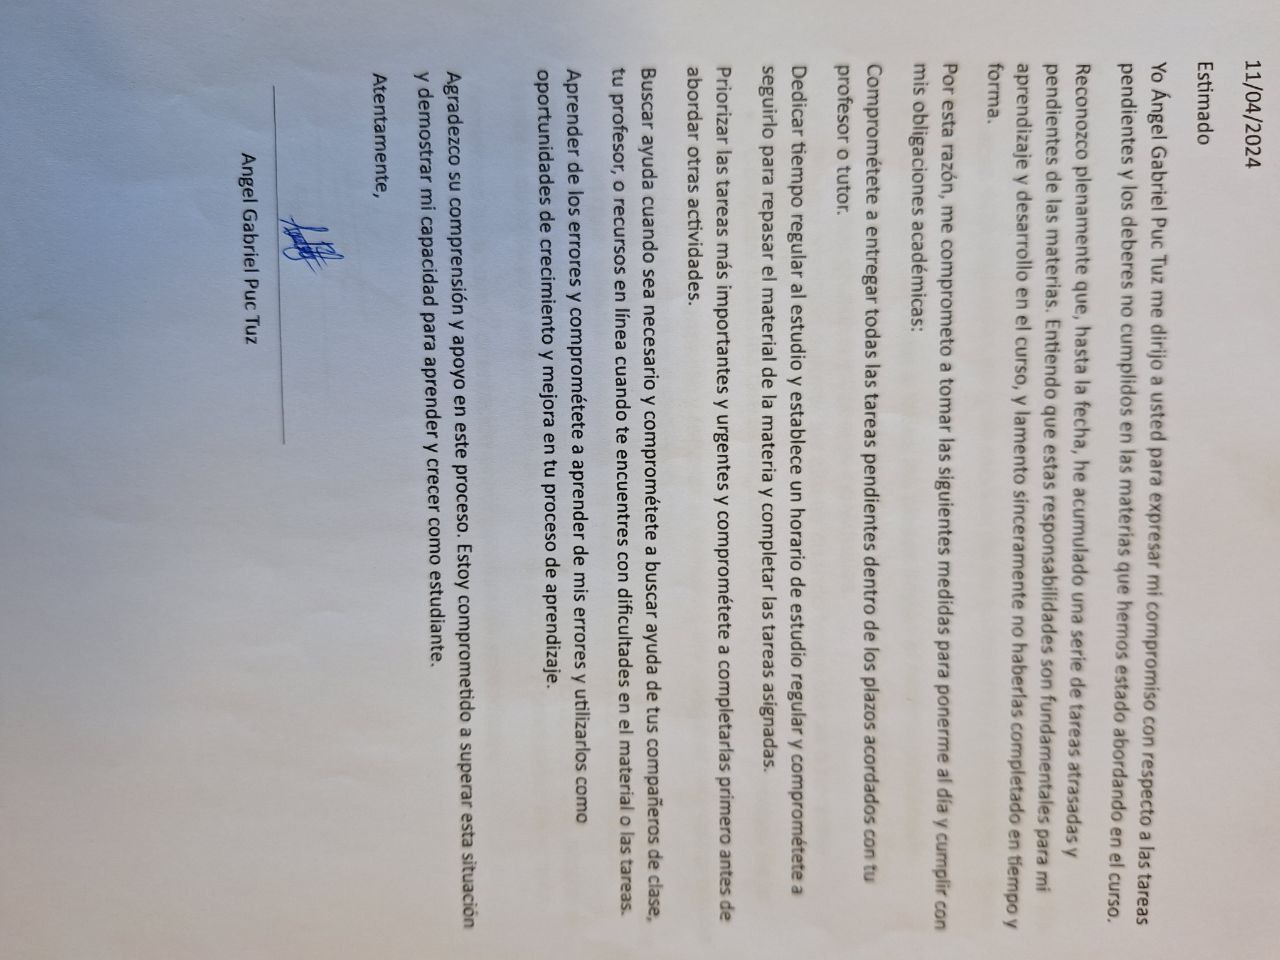 11/04/2024
Estimado
Yo Ángel Gabriel Puc Tuz me dirijo a usted para expresar mi compromiso con respecto a las tareas
pendientes y los deberes no cumplidos en las materias que hemos estado abordando en el curso.
Reconozco plenamente que, hasta la fecha, he acumulado una serie de tareas atrasadas y
pendientes de las materias. Entiendo que estas responsabilidades son fundamentales para mi
aprendizaje y desarrollo en el curso, y lamento sinceramente no haberlas completado en tiempo y
forma.
Por esta razón, me comprometo a tomar las siguientes medidas para ponerme al día y cumplir con
mis obligaciones académicas:
Comprométete a entregar todas las tareas pendientes dentro de los plazos acordados con tu
profesor o tutor.
Dedicar tiempo regular al estudio y establece un horario de estudio regular y comprométete a
seguirlo para repasar el material de la materia y completar las tareas asignadas.
Priorizar las tareas más importantes y urgentes y comprométete a completarlas primero antes de
abordar otras actividades.
Buscar ayuda cuando sea necesario y comprométete a buscar ayuda de tus compañeros de clase,
tu profesor, o recursos en línea cuando te encuentres con dificultades en el material o las tareas.
Aprender de los errores y comprométete a aprender de mis errores y utilizarlos como
oportunidades de crecimiento y mejora en tu proceso de aprendizaje.
Agradezco su comprensión y apoyo en este proceso. Estoy comprometido a superar esta situación
y demostrar mi capacidad para aprender y crecer como estudiante.
Atentamente,
Angel Gabriel Puc Tuz